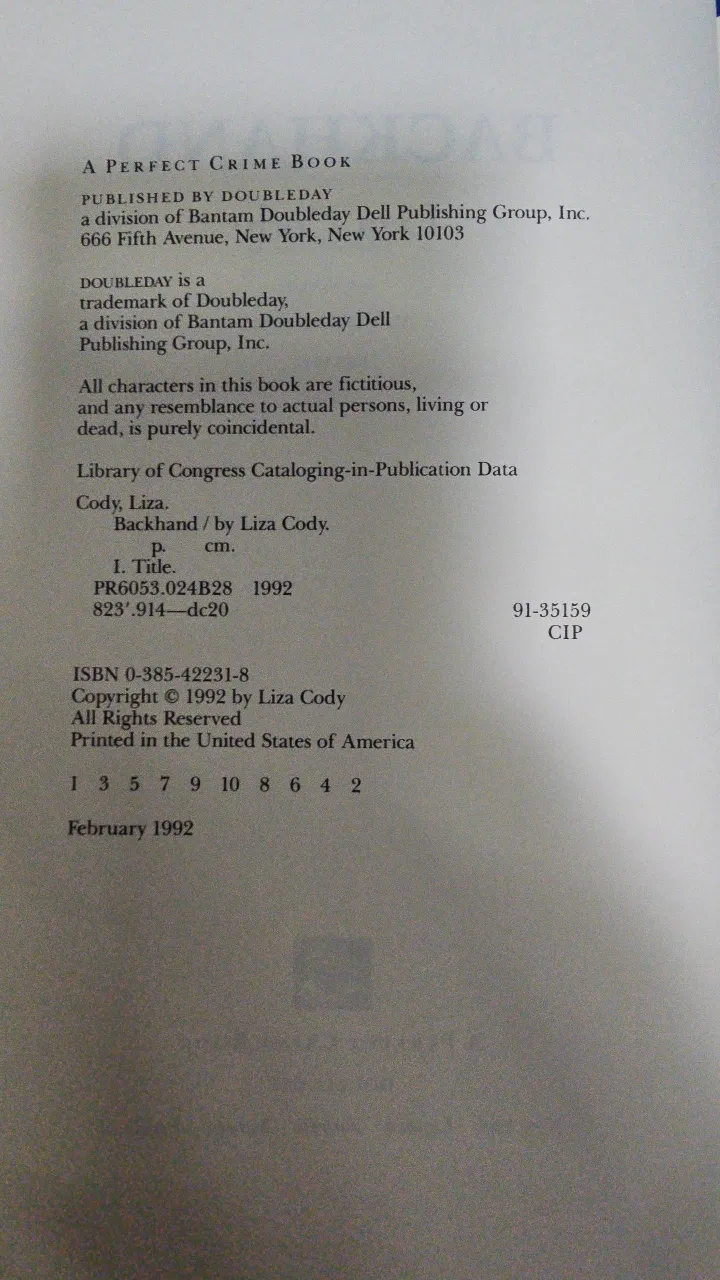 A PERFECT CRIME BOOK
PUBLISHED BY DOUBLEDAY
a division of Bantam Doubleday Dell Publishing Group, Inc.
666 Fifth Avenue, New York, New York 10103
DOUBLEDAY is a
trademark of Doubleday,
a division of Bantam Doubleday Dell
Publishing Group, Inc.
All characters in this book are fictitious,
and any resemblance to actual persons, living or
dead, is purely coincidental.
Library of Congress Cataloging-in-Publication Data
Cody, Liza.
Backhand / by Liza Cody.
p. cm.
I. Title.
PR6053.024B28 1992
823′.914—dc20 91-35159
CIP
ISBN 0-385-42231-8
Copyright © 1992 by Liza Cody
All Rights Reserved
Printed in the United States of America
1 3 5 7 9 10 8 6 4 2
February 1992